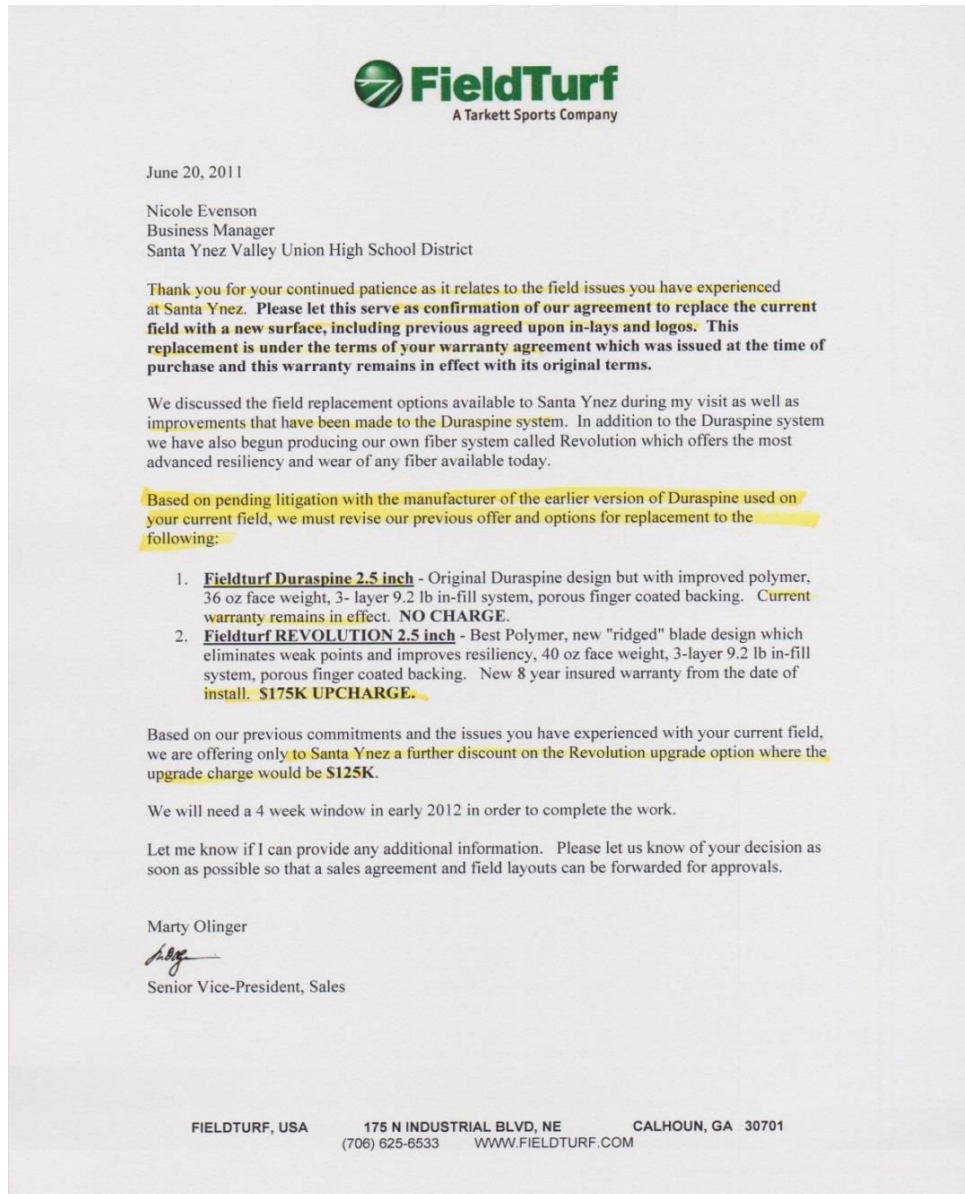 FieldTurf
A Tarkett Sports Company
June 20, 2011
Nicole Evenson
Business Manager
Santa Ynez Valley Union High School District
Thank you for your continued patience as it relates to the field issues you have experienced
at Santa Ynez. Please let this serve as confirmation of our agreement to replace the current
field with a new surface, including previous agreed upon in-lays and logos. This
replacement is under the terms of your warranty agreement which was issued at the time of
purchase and this warranty remains in effect with its original terms.
We discussed the field replacement options available to Santa Ynez during my visit as well as
improvements that have been made to the Duraspine system. In addition to the Duraspine system
we have also begun producing our own fiber system called Revolution which offers the most
advanced resiliency and wear of any fiber available today.
Based on pending litigation with the manufacturer of the earlier version of Duraspine used on
your current field, we must revise our previous offer and options for replacement to the
following:
1. Fieldturf Duraspine 2.5 inch - Original Duraspine design but with improved polymer,
36 oz face weight, 3- layer 9.2 lb in-fill system, porous finger coated backing. Current
warranty remains in effect. NO CHARGE.
2. Fieldturf REVOLUTION 2.5 inch - Best Polymer, new "ridged" blade design which
eliminates weak points and improves resiliency, 40 oz face weight, 3-layer 9.2 lb in-fill
system, porous finger coated backing. New 8 year insured warranty from the date of
install. $175K UPCHARGE.
Based on our previous commitments and the issues you have experienced with your current field,
we are offering only to Santa Ynez a further discount on the Revolution upgrade option where the
upgrade charge would be $125K.
We will need a 4 week window in early 2012 in order to complete the work.
Let me know if I can provide any additional information. Please let us know of your decision as
soon as possible so that a sales agreement and field layouts can be forwarded for approvals.
Marty Olinger
Senior Vice-President, Sales
FIELDTURF, USA 175 N INDUSTRIAL BLVD, NE CALHOUN, GA 30701
(706) 625-6533 WWW.FIELDTURF.COM